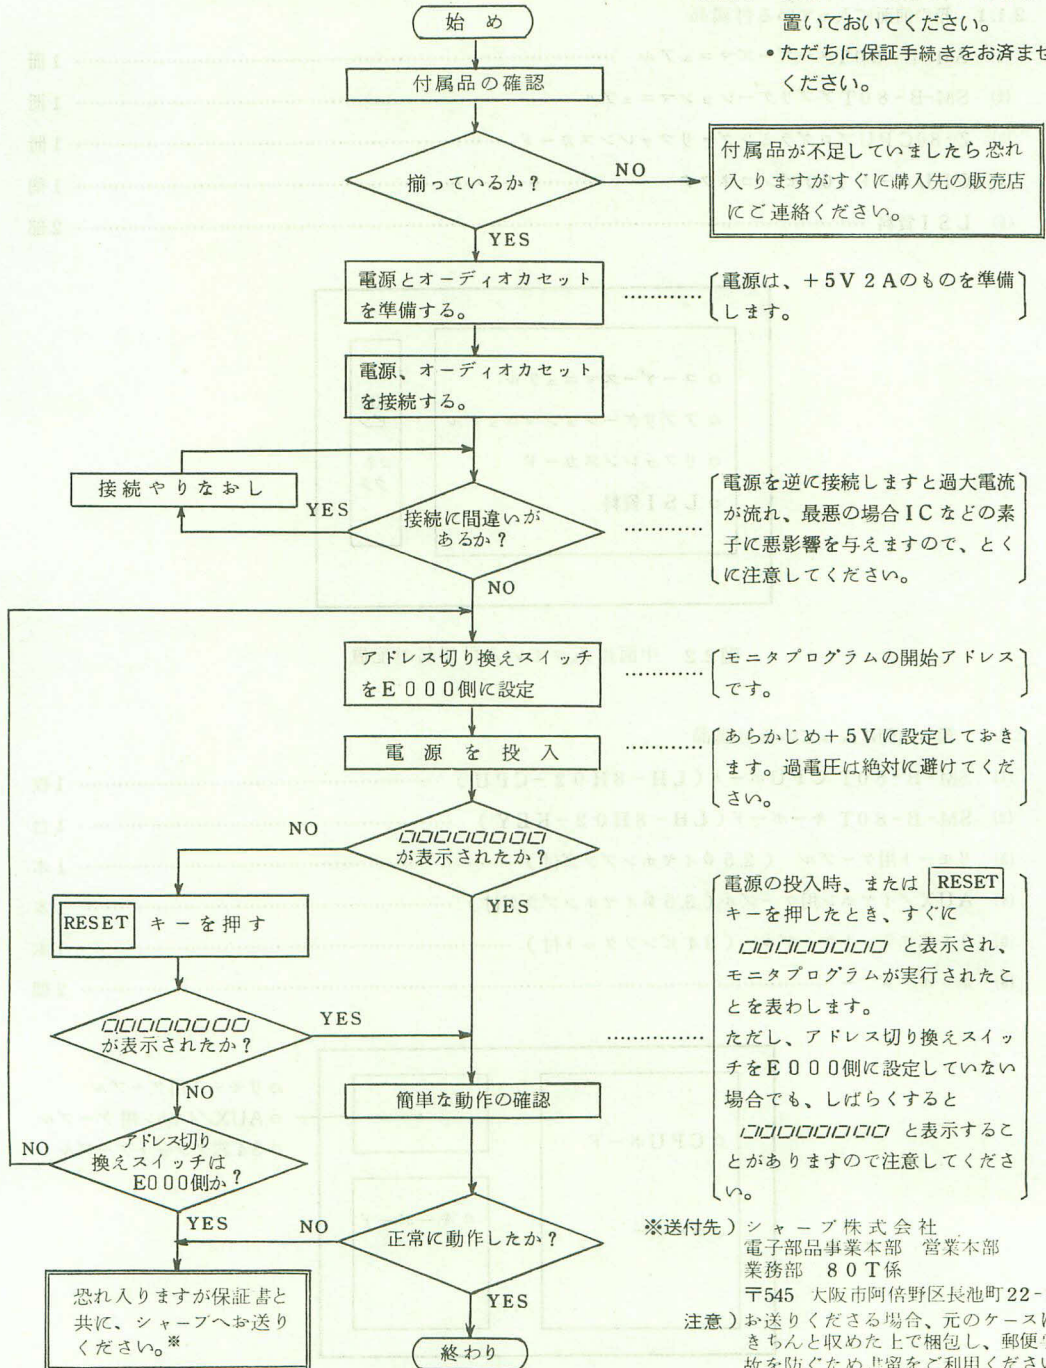 始め
置いておいてください。
• ただちに保証手続きをお済ませ
ください。
付属品の確認
揃っているか？
NO
付属品が不足していましたら恐れ
入りますがすぐに購入先の販売店
にご連絡ください。
YES
電源とオーディオカセット
を準備する。
電源は、＋5V 2Aのものを準備
します。
電源、オーディオカセット
を接続する。
接続やりなおし
YES
接続に間違いが
あるか？
電源を逆に接続しますと過大電流
が流れ、最悪の場合ICなどの素
子に悪影響を与えますので、とく
に注意してください。
NO
アドレス切り換えスイッチ
をE000側に設定
モニタプログラムの開始アドレス
です。
電源を投入
あらかじめ＋5Vに設定しておき
ます。過電圧は絶対に避けてくだ
さい。
NO
が表示されたか？
YES
RESET キーを押す
電源の投入時、または RESET
キーを押したとき、すぐに
と表示され、
モニタプログラムが実行されたこ
とを表わします。
ただし、アドレス切り換えスイッ
チをE000側に設定していない
場合でも、しばらくすると
と表示するこ
とがありますので注意してくださ
い。
が表示されたか？
YES
NO
簡単な動作の確認
アドレス切り
換えスイッチは
E000側か？
NO
YES
正常に動作したか？
NO
YES
恐れ入りますが保証書と
共に、シャープへお送り
ください。※
終わり
※送付先）シャープ株式会社
電子部品事業本部　営業本部
業務部　80T係
〒545 大阪市阿倍野区長池町22-
注意）お送りくださる場合、元のケースに
きちんと収めた上で梱包し、郵便
故を防ぐため書留をご利用くださ